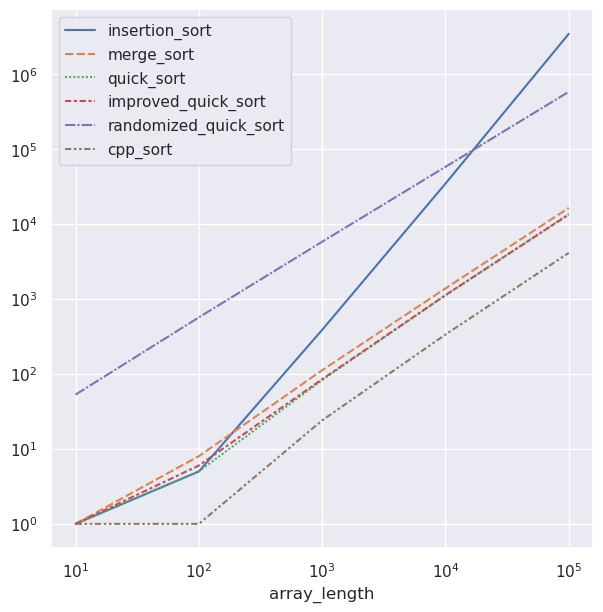 insertion_sort
merge_sort
quick_sort
improved_quick_sort
randomized_quick_sort
cpp_sort
10⁶
10⁵
10⁴
10³
10²
10¹
10⁰
10¹ 10² 10³ 10⁴ 10⁵
array_length